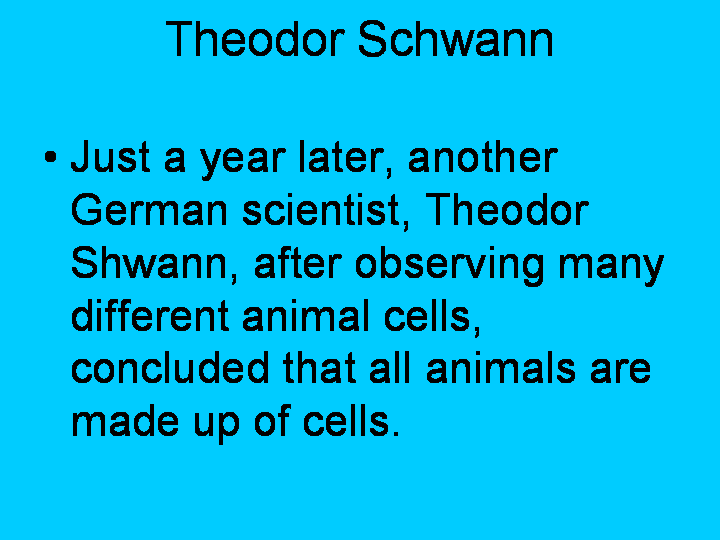 Theodor Schwann
• Just a year later, another
German scientist, Theodor
Shwann, after observing many
different animal cells,
concluded that all animals are
made up of cells.